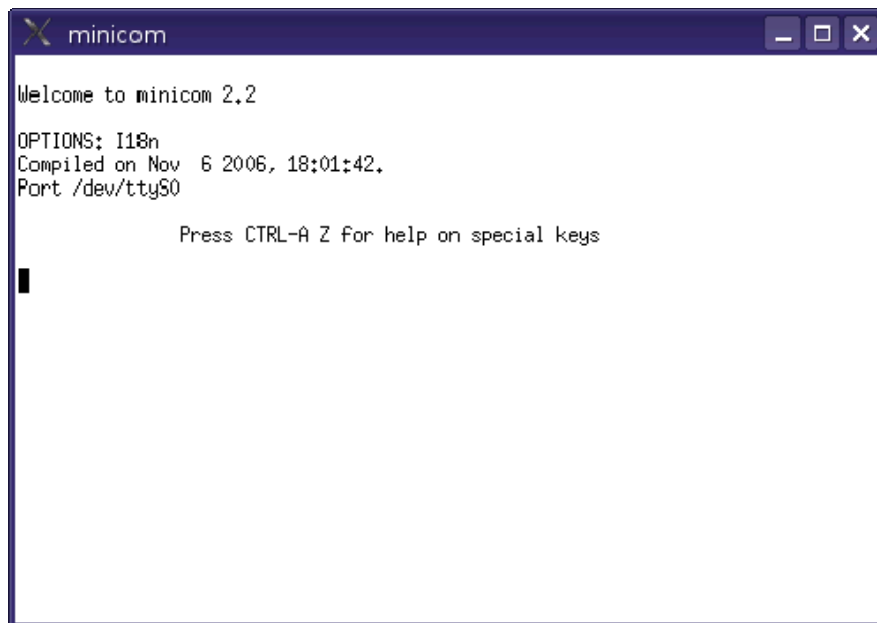 minicom
Welcome to minicom 2.2
OPTIONS: I18n
Compiled on Nov  6 2006, 18:01:42.
Port /dev/ttyS0
Press CTRL-A Z for help on special keys